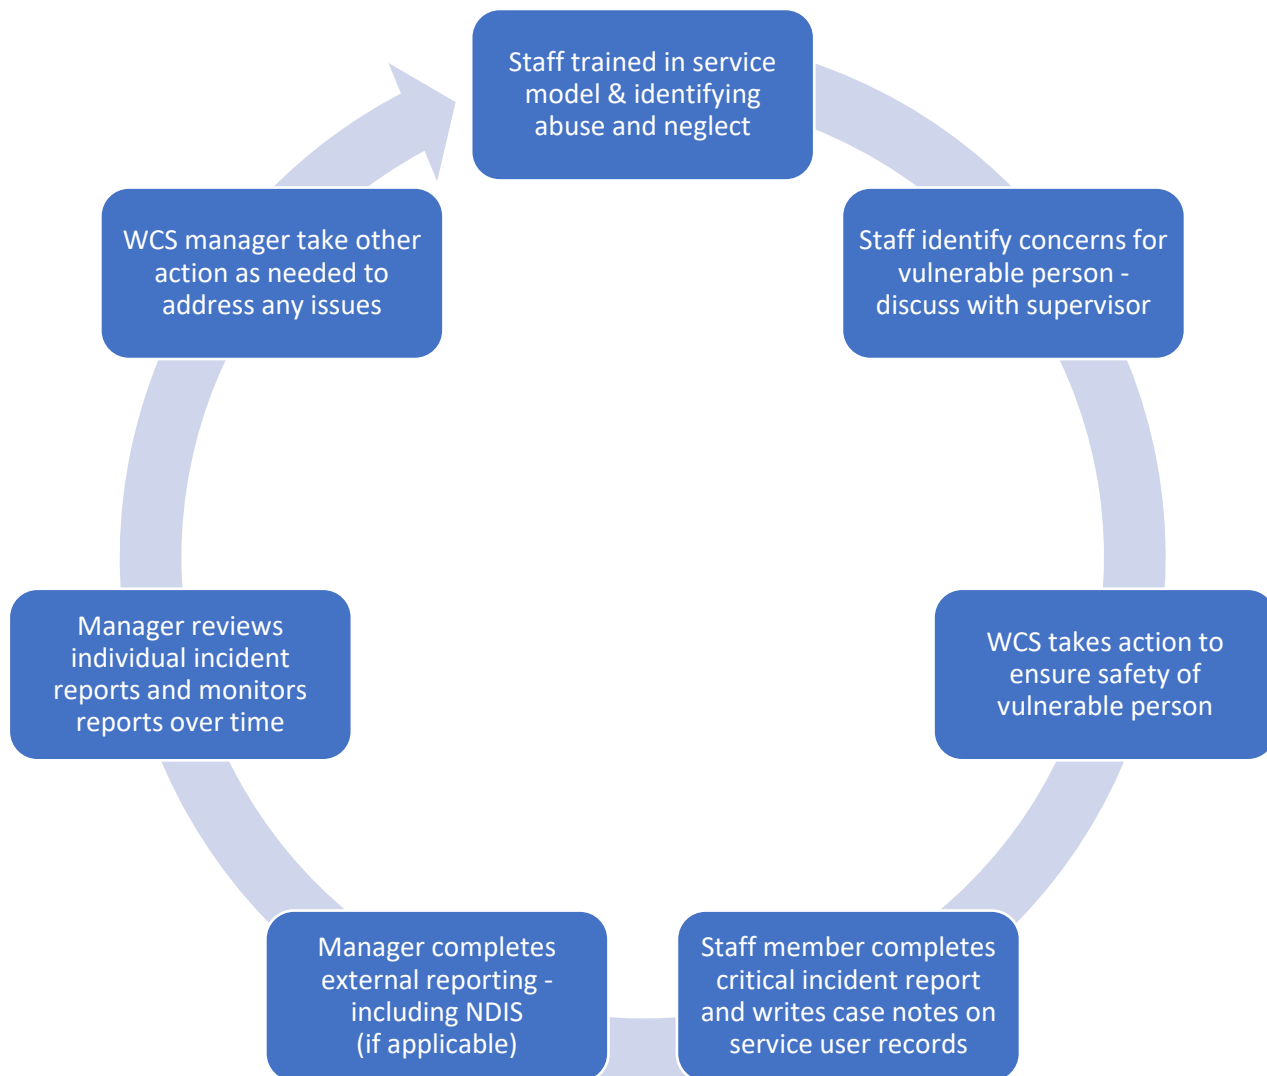 Staff trained in service
model & identifying
abuse and neglect
Staff identify concerns for
vulnerable person -
discuss with supervisor
WCS takes action to
ensure safety of
vulnerable person
Staff member completes
critical incident report
and writes case notes on
service user records
Manager completes
external reporting -
including NDIS
(if applicable)
Manager reviews
individual incident
reports and monitors
reports over time
WCS manager take other
action as needed to
address any issues